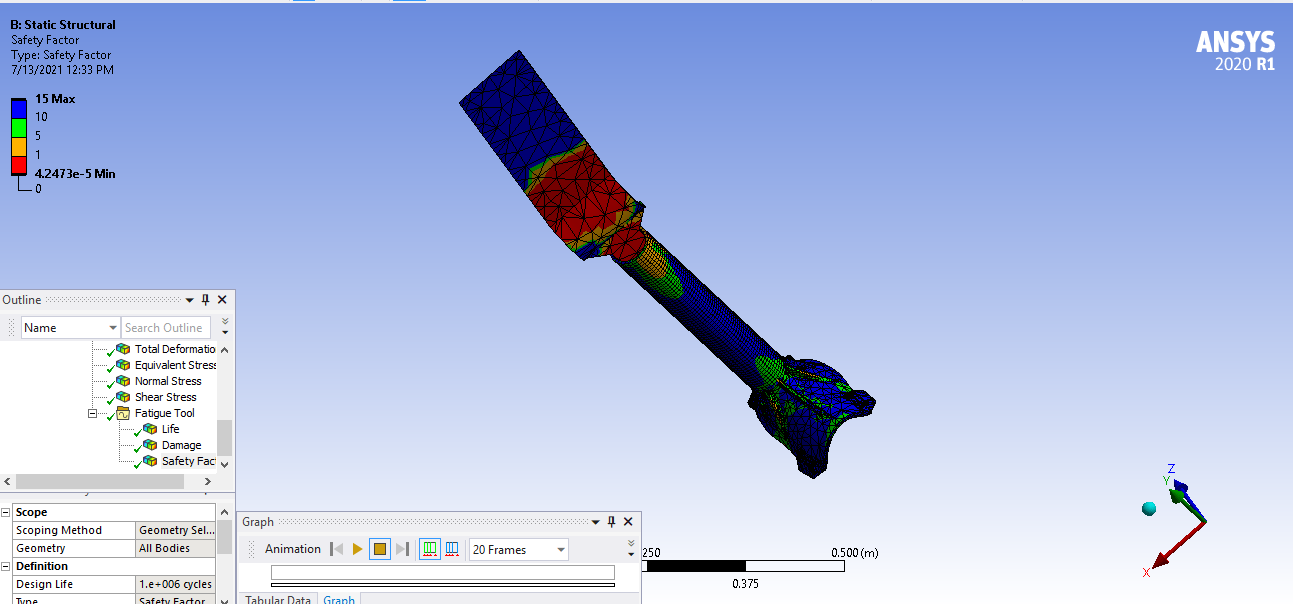 B: Static Structural
Safety Factor
Type: Safety Factor
7/13/2021 12:33 PM
15 Max
10
5
1
4.2473e-5 Min
0
ANSYS
2020 R1
Outline
Name
Search Outline
Total Deformatio
Equivalent Stress
Normal Stress
Shear Stress
Fatigue Tool
Life
Damage
Safety Fac
Scope
Scoping Method Geometry Sel...
Geometry All Bodies
Definition
Design Life 1.e+006 cycles
Type Safety Factor
Graph
Animation 20 Frames
Tabular Data Graph
250 0.500 (m)
0.375
Z
Y
X